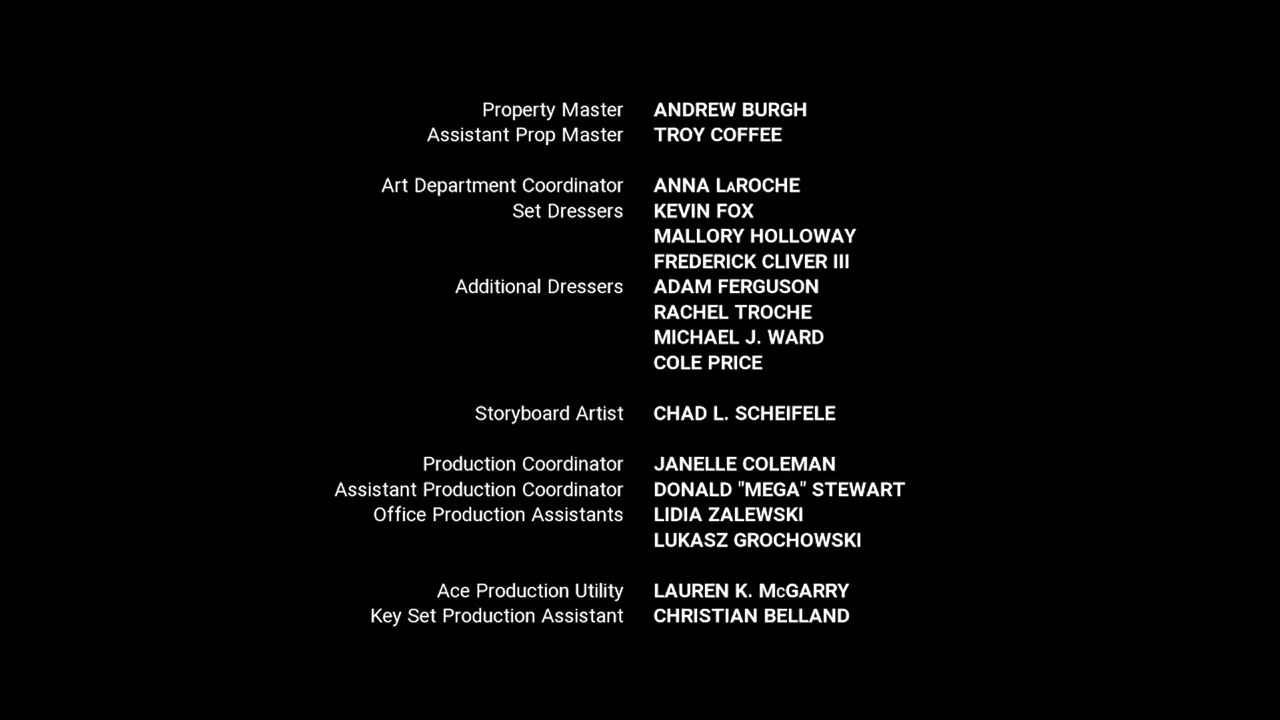 Property Master ANDREW BURGH
Assistant Prop Master TROY COFFEE
Art Department Coordinator ANNA LaROCHE
Set Dressers KEVIN FOX
MALLORY HOLLOWAY
FREDERICK CLIVER III
Additional Dressers ADAM FERGUSON
RACHEL TROCHE
MICHAEL J. WARD
COLE PRICE
Storyboard Artist CHAD L. SCHEIFELE
Production Coordinator JANELLE COLEMAN
Assistant Production Coordinator DONALD "MEGA" STEWART
Office Production Assistants LIDIA ZALEWSKI
LUKASZ GROCHOWSKI
Ace Production Utility LAUREN K. McGARRY
Key Set Production Assistant CHRISTIAN BELLAND